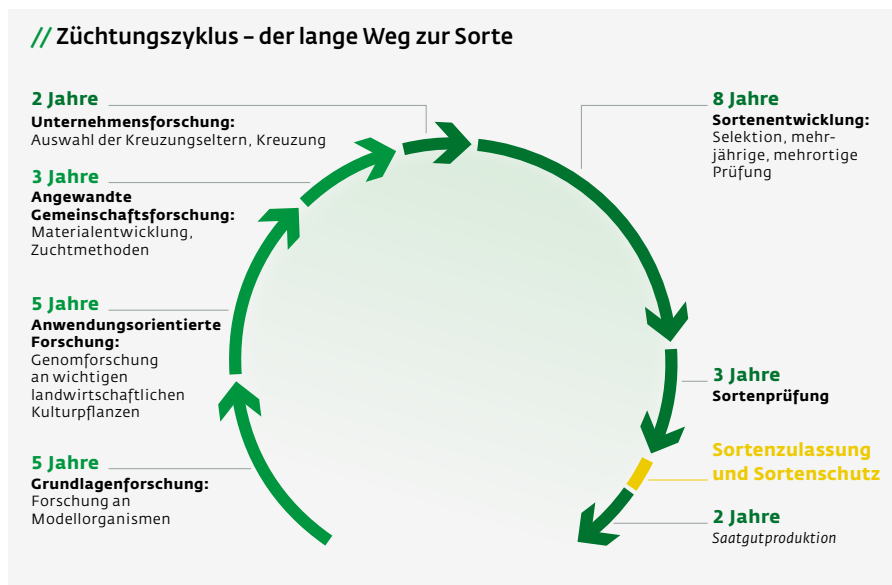 // Züchtungszyklus – der lange Weg zur Sorte
2 Jahre
Unternehmensforschung:
Auswahl der Kreuzungseltern, Kreuzung
3 Jahre
Angewandte
Gemeinschaftsforschung:
Materialentwicklung,
Zuchtmethoden
5 Jahre
Anwendungsorientierte
Forschung:
Genomforschung
an wichtigen
landwirtschaftlichen
Kulturpflanzen
5 Jahre
Grundlagenforschung:
Forschung an
Modellorganismen
8 Jahre
Sortenentwicklung:
Selektion, mehr-
jährige, mehrortige
Prüfung
3 Jahre
Sortenprüfung
Sortenzulassung
und Sortenschutz
2 Jahre
Saatgutproduktion